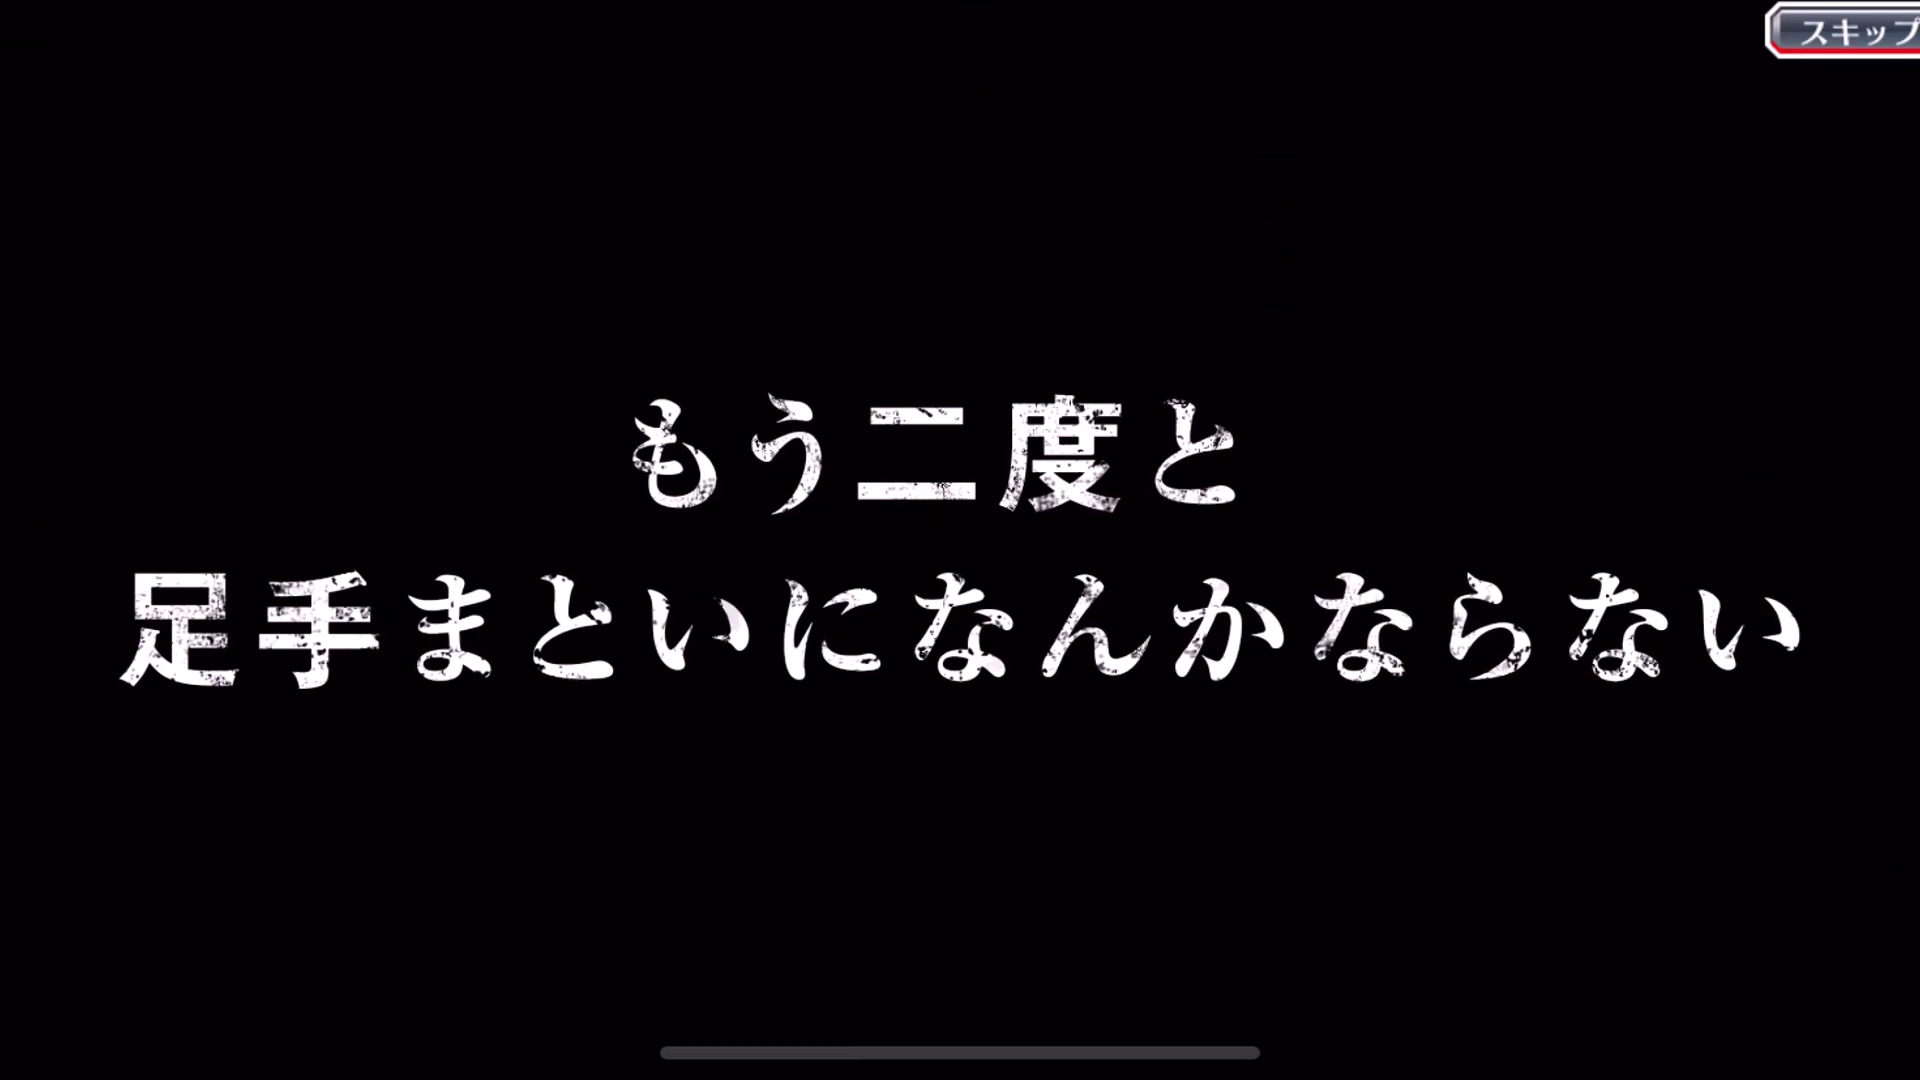 スキップ
もう二度と
足手まといになんかならない